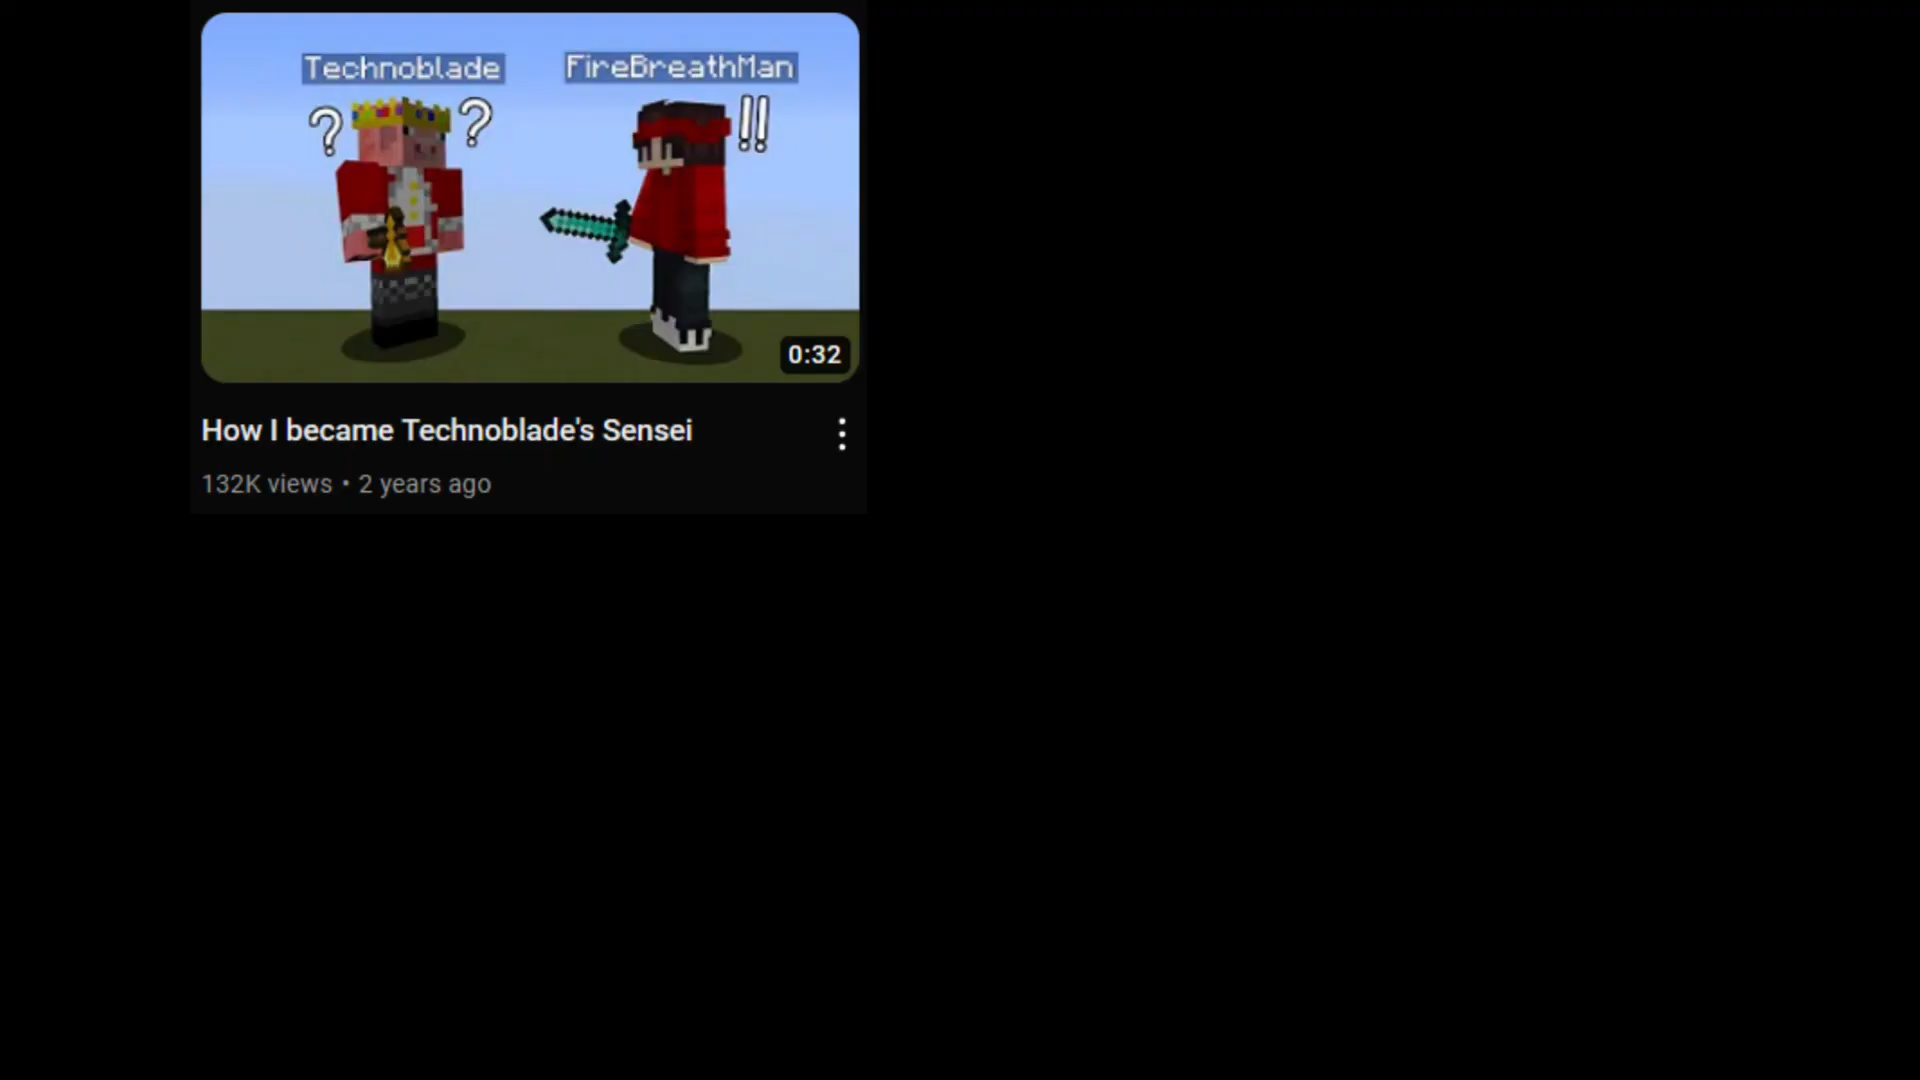 Technoblade
FireBreathMan
? ? !!
0:32
How I became Technoblade's Sensei
132K views • 2 years ago